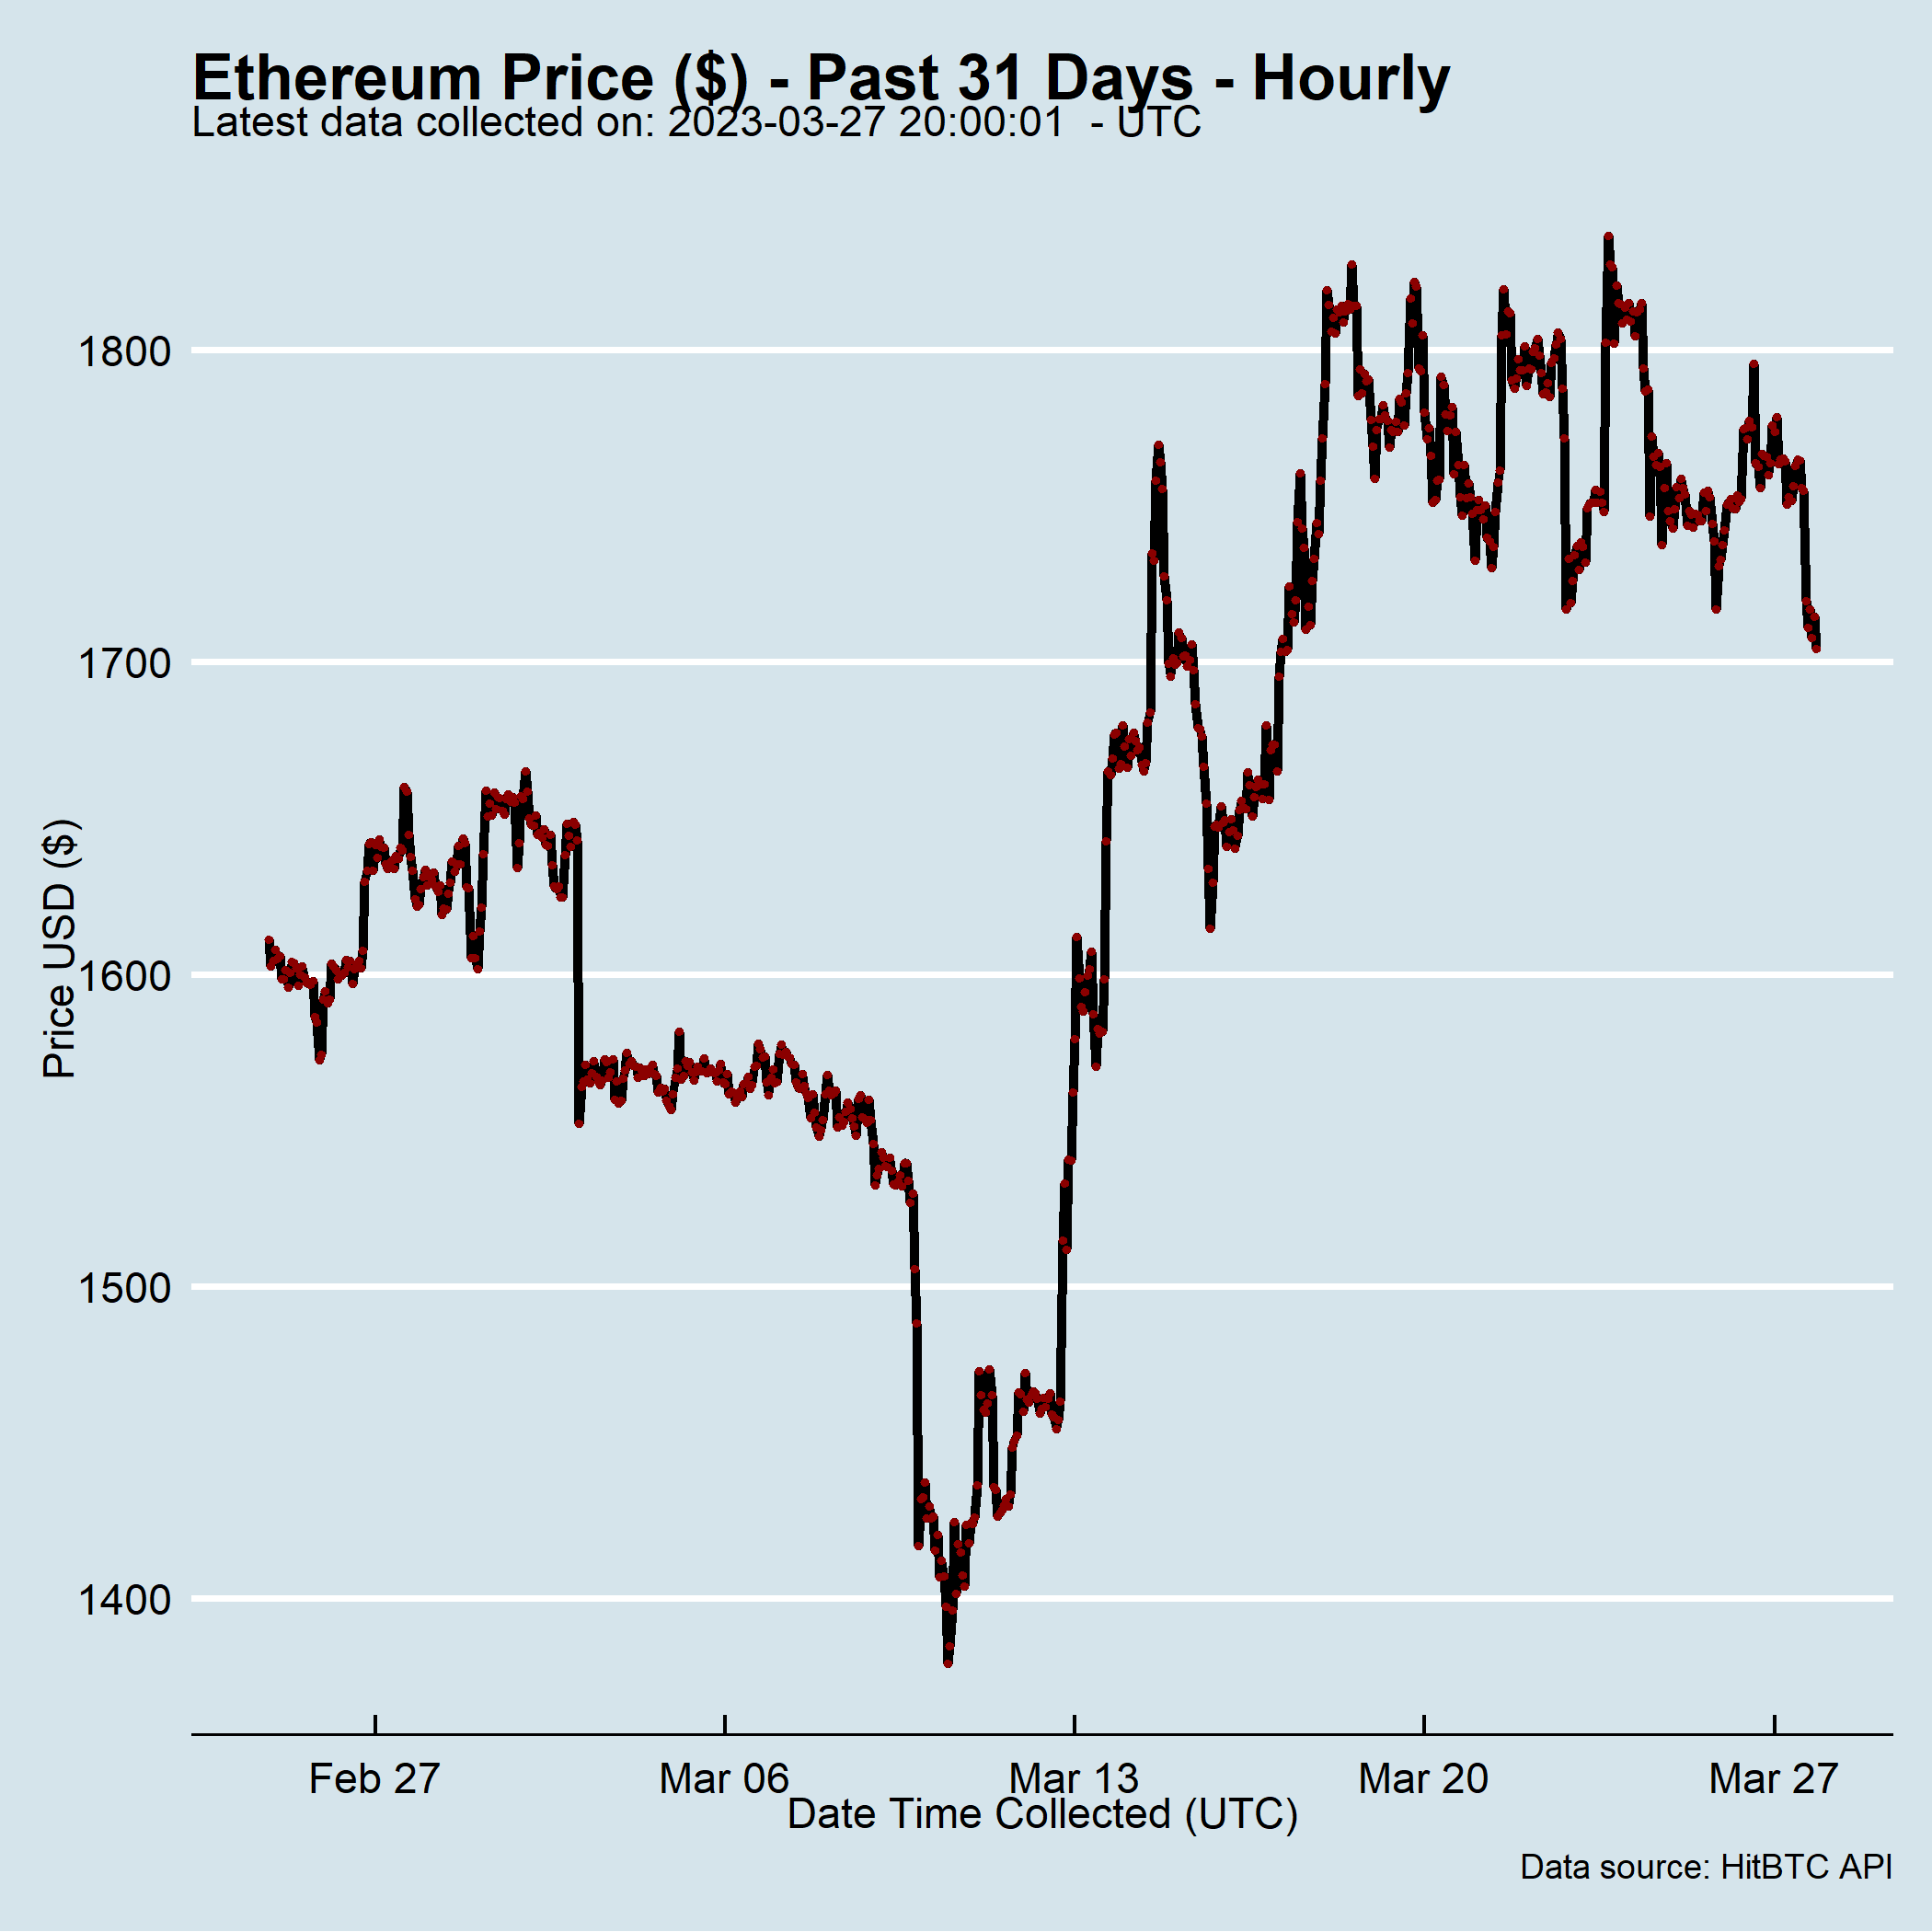 Ethereum Price ($) - Past 31 Days - Hourly
Latest data collected on: 2023-03-27 20:00:01  - UTC
Price USD ($)
1800
1700
1600
1500
1400
Feb 27 Mar 06 Mar 13 Mar 20 Mar 27
Date Time Collected (UTC)
Data source: HitBTC API